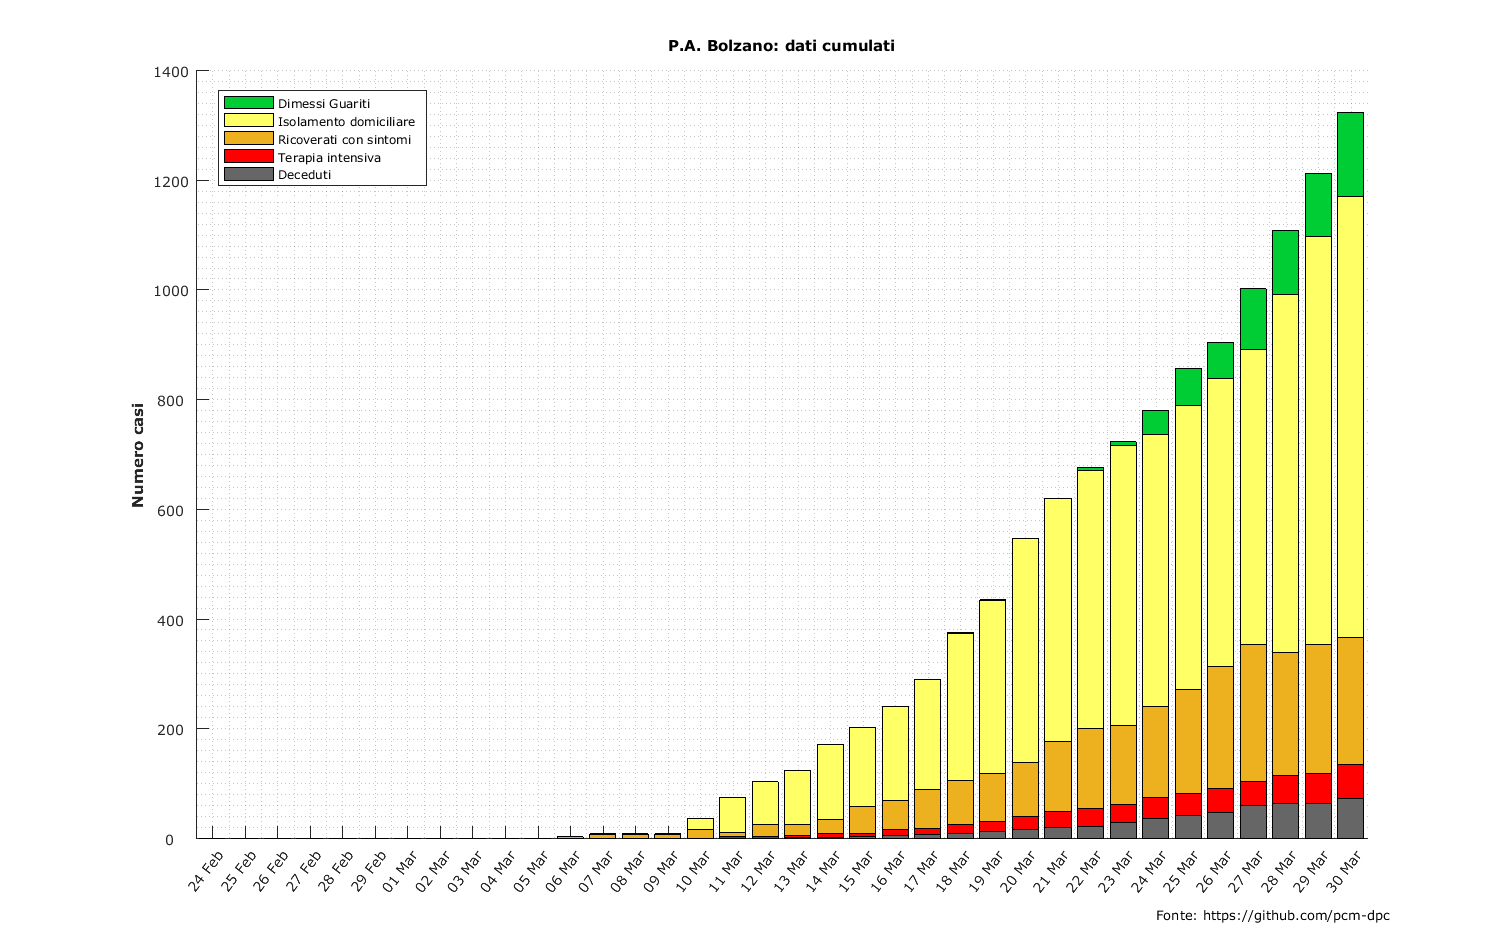 P.A. Bolzano: dati cumulati
1400
1200
1000
800
600
400
200
0
Numero casi
Dimessi Guariti
Isolamento domiciliare
Ricoverati con sintomi
Terapia intensiva
Deceduti
24 Feb
25 Feb
26 Feb
27 Feb
28 Feb
29 Feb
01 Mar
02 Mar
03 Mar
04 Mar
05 Mar
06 Mar
07 Mar
08 Mar
09 Mar
10 Mar
11 Mar
12 Mar
13 Mar
14 Mar
15 Mar
16 Mar
17 Mar
18 Mar
19 Mar
20 Mar
21 Mar
22 Mar
23 Mar
24 Mar
25 Mar
26 Mar
27 Mar
28 Mar
29 Mar
30 Mar
Fonte: https://github.com/pcm-dpc